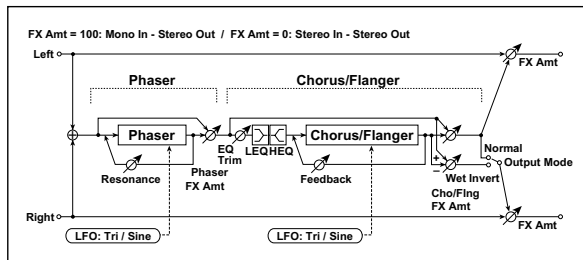 FX Amt = 100: Mono In - Stereo Out / FX Amt = 0: Stereo In - Stereo Out
Left
FX Amt
Phaser
Chorus/Flanger
Phaser
EQ
Trim
LEQ
HEQ
Chorus/Flanger
Normal
Output Mode
Resonance
Phaser
FX Amt
Feedback
+
−
Wet Invert
Cho/Flng
FX Amt
Right
FX Amt
LFO: Tri / Sine
LFO: Tri / Sine